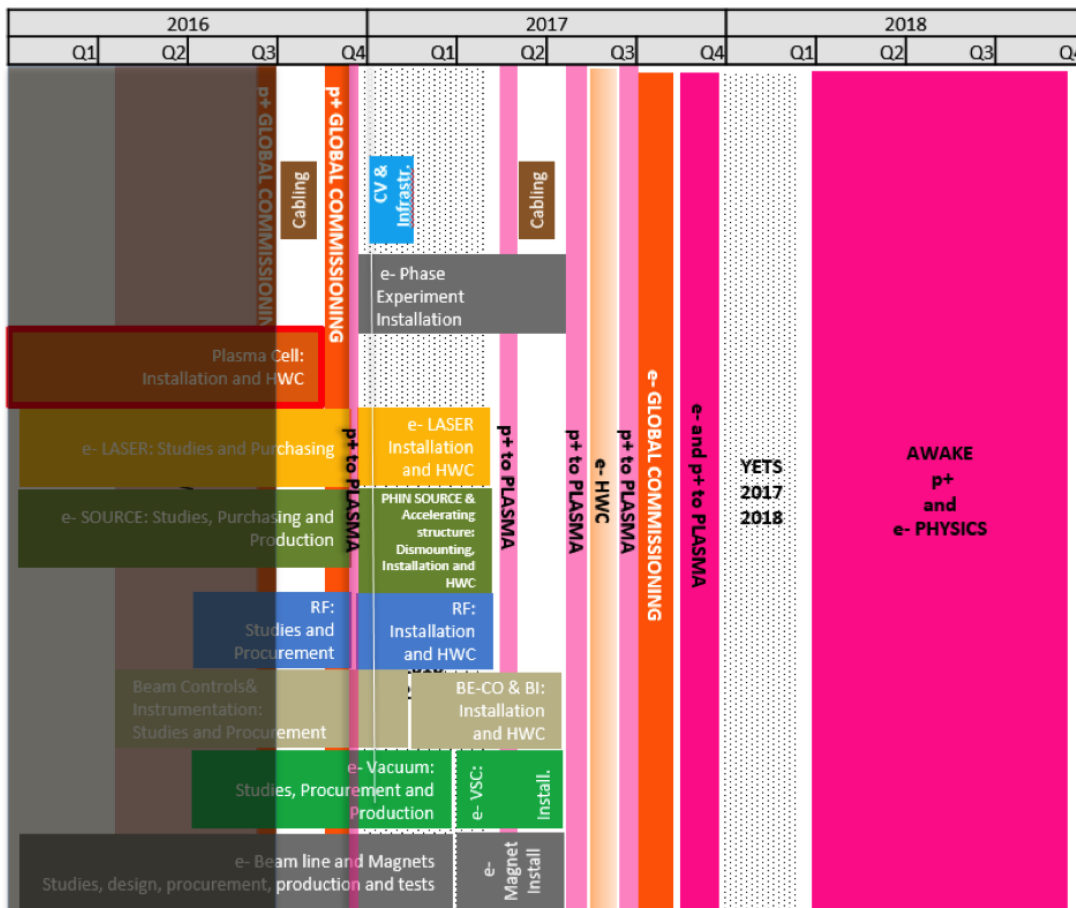 2016
2017
2018
Q1
Q2
Q3
Q4
Q1
Q2
Q3
Q4
Q1
Q2
Q3
Q4
p+ GLOBAL COMMISSIONING
Cabling
p+ GLOBAL COMMISSIONING
CV &
Infrastr.
Cabling
e- Phase
Experiment
Installation
Plasma Cell:
Installation and HWC
e- LASER: Studies and Purchasing
e- LASER
Installation
and HWC
e- SOURCE: Studies, Purchasing and
Production
p+ to PLASMA
PHIN SOURCE &
Accelerating
structure:
Dismounting,
Installation and
HWC
p+ to PLASMA
p+ to PLASMA
e- HWC
p+ to PLASMA
e- GLOBAL COMMISSIONING
e- and p+ to PLASMA
YETS
2017
2018
AWAKE
p+
and
e- PHYSICS
RF:
Studies and
Procurement
RF:
Installation
and HWC
Beam Controls&
Instrumentation:
Studies and Procurement
BE-CO & BI:
Installation
and HWC
e- Vacuum:
Studies, Procurement and
Production
e- VSC:
Install.
e- Beam line and Magnets
Studies, design, procurement, production and tests
e-
Magnet
Install